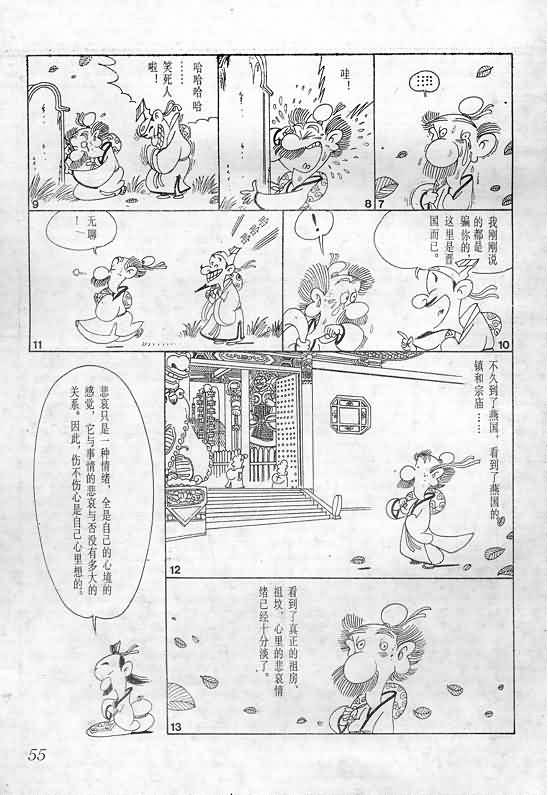 7
8
哇！
9
哈哈哈哈
……
笑死人
啦！
10
我刚刚说
的都是
骗你的，
这里是晋
国而已。
！
11
哈哈哈
无聊
！
12
不久到了燕国，看到了燕国的
镇和宗庙……
13
看到了真正的祖房、
祖坟，心里的悲哀情
绪已经十分淡了。
悲哀只是一种情绪，全是自己的心境的
感觉，它与事情的悲哀与否没有多大的
关系。因此，伤不伤心是自己心里想的。
55